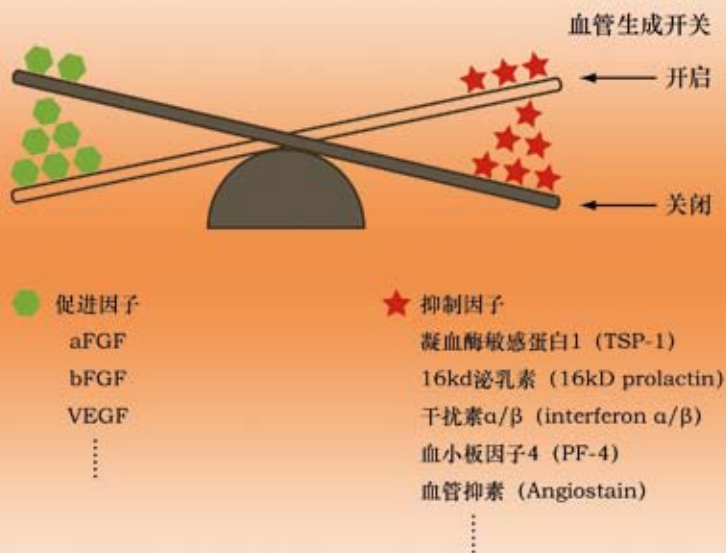 血管生成开关
开启
关闭
促进因子
aFGF
bFGF
VEGF
抑制因子
凝血酶敏感蛋白1（TSP-1）
16kd泌乳素（16kD prolactin）
干扰素α/β（interferon α/β）
血小板因子4（PF-4）
血管抑素（Angiostain）